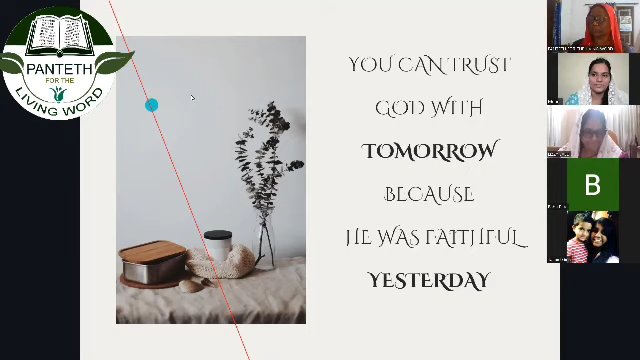 PANTETH
FOR THE
LIVING WORD
YOU CAN TRUST
GOD WITH
TOMORROW
BECAUSE
HE WAS FAITHFUL
YESTERDAY
B